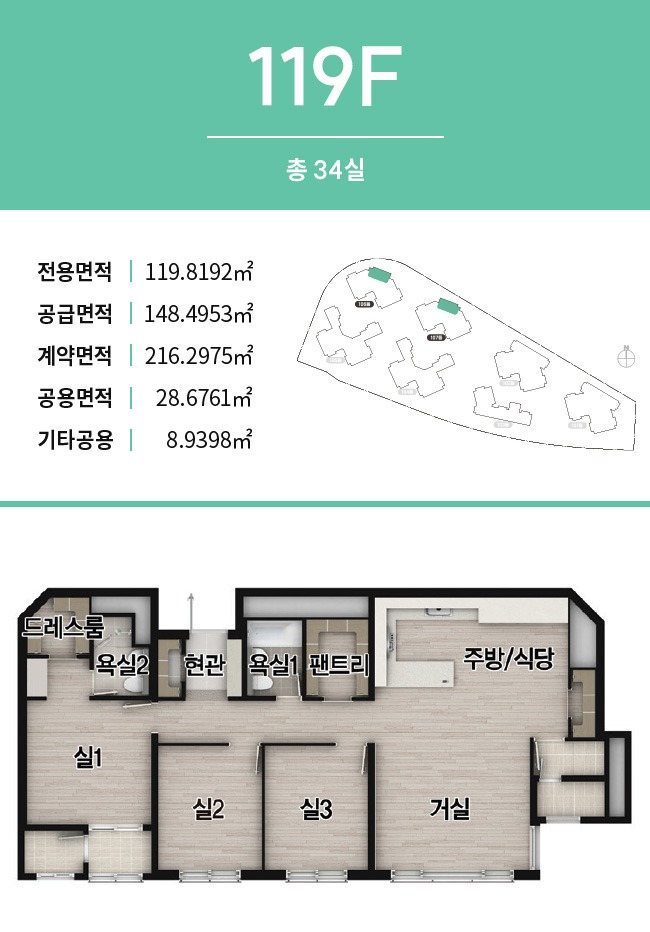 119F
총 34실
전용면적 119.8192㎡
공급면적 148.4953㎡
계약면적 216.2975㎡
공용면적 28.6761㎡
기타공용 8.9398㎡
106동
107동
N
드레스룸
욕실2
현관
욕실1
팬트리
주방/식당
실1
실2
실3
거실